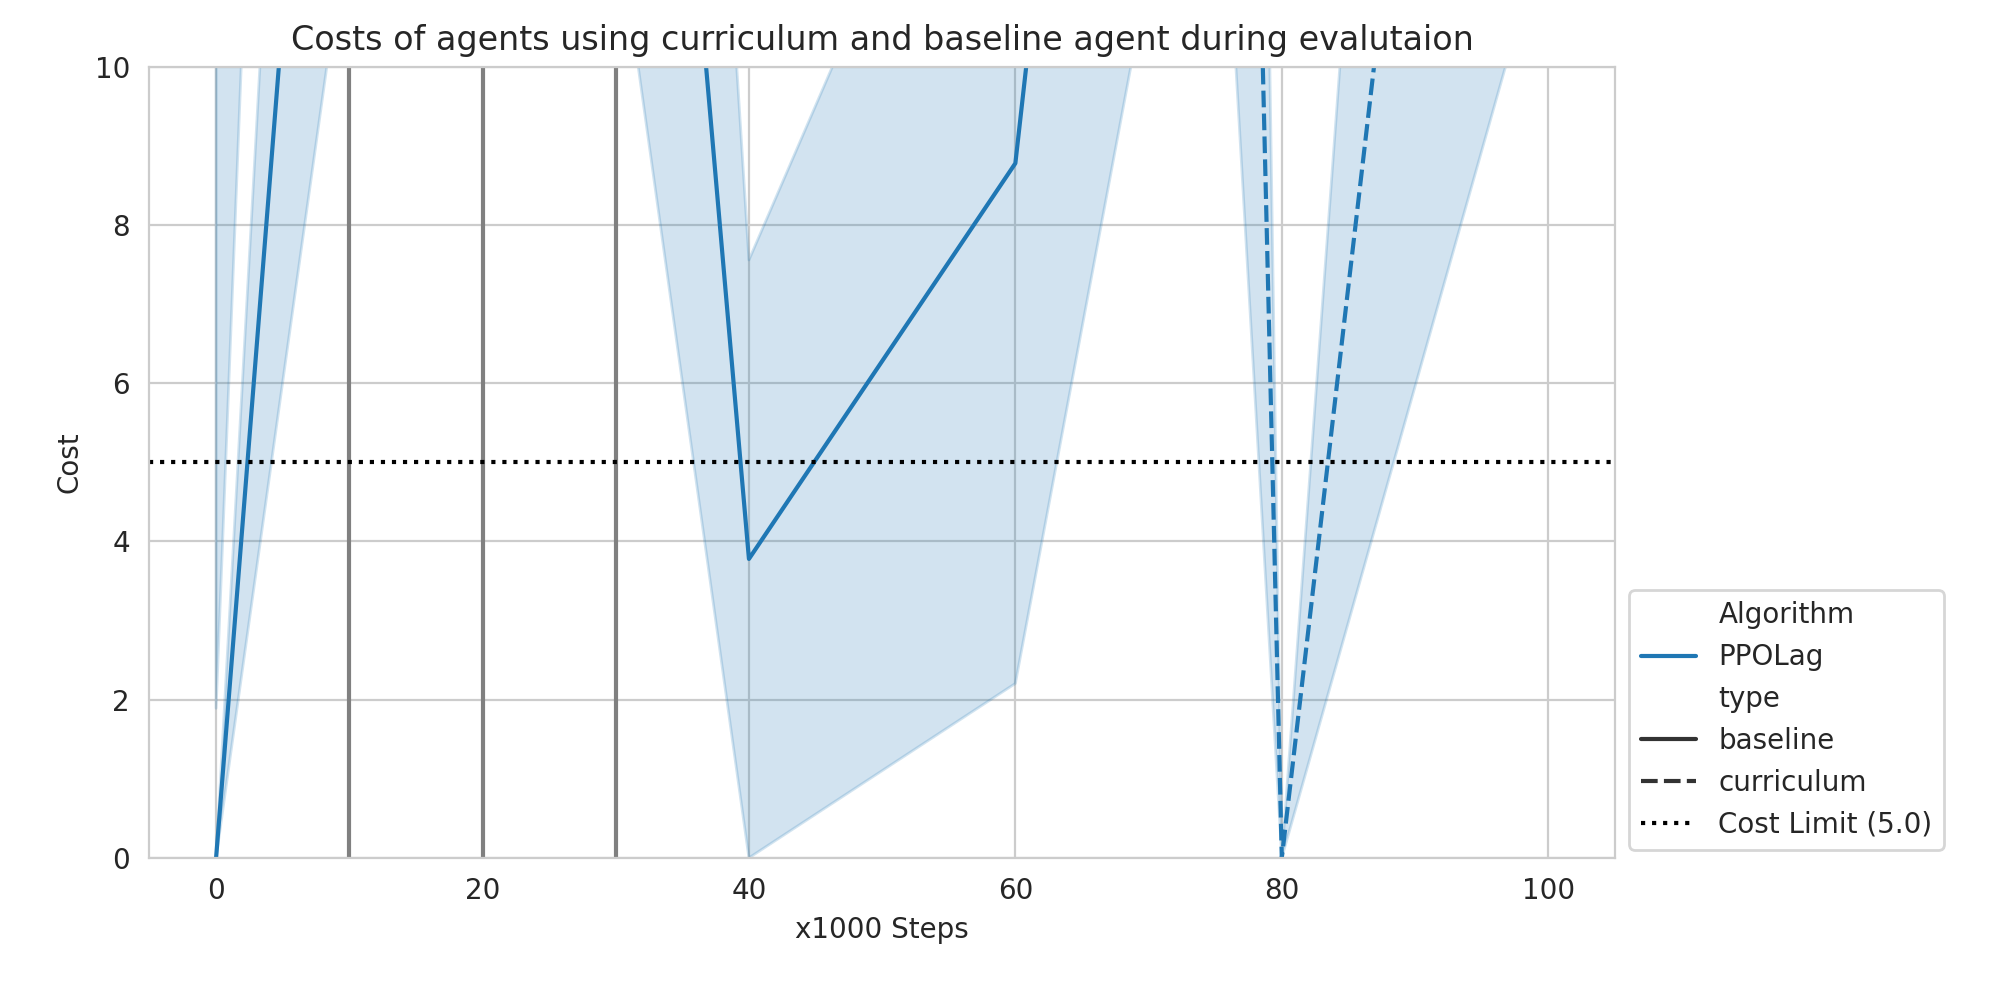 Costs of agents using curriculum and baseline agent during evalutaion
10
8
6
4
2
0
Cost
0 20 40 60 80 100
x1000 Steps
Algorithm
PPOLag
type
baseline
curriculum
Cost Limit (5.0)